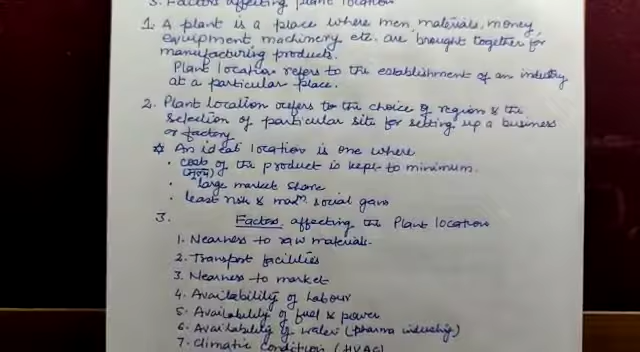 3. Factors affecting plant location
1. A plant is a place where men, materials, money,
equipment machinery etc. are brought together for
manufacturing products.
Plant location refers to the establishment of an industry
at a particular place.
2. Plant location refers to the choice of region & the
selection of particular site for setting up a business
or factory
* An ideal location is one where
• cost of the product is kept to minimum.
• large market share
• least risk & maxm social gain
3. Factors affecting the Plant location
1. Nearness to raw materials.
2. Transport facilities
3. Nearness to market
4. Availability of Labour
5. Availability of fuel & power
6. Availability of water (pharma industry)
7. Climatic condition (HVAC)